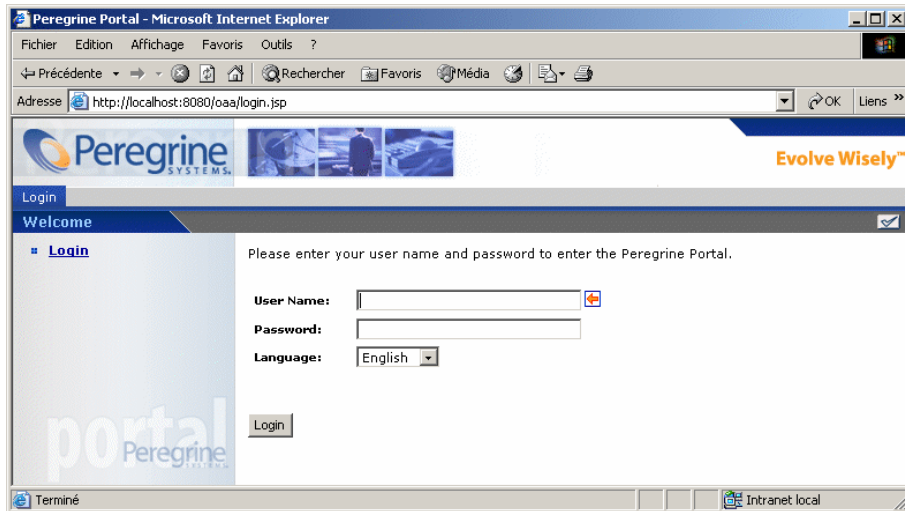 Peregrine Portal - Microsoft Internet Explorer
Fichier Edition Affichage Favoris Outils ?
Précédente Rechercher Favoris Média
Adresse http://localhost:8080/oaa/login.jsp OK Liens »
Peregrine
SYSTEMS.
Evolve Wisely™
Login
Welcome
Login
Please enter your user name and password to enter the Peregrine Portal.
User Name:
Password:
Language: English
Login
portal
Peregrine
SYSTEMS
Terminé Intranet local